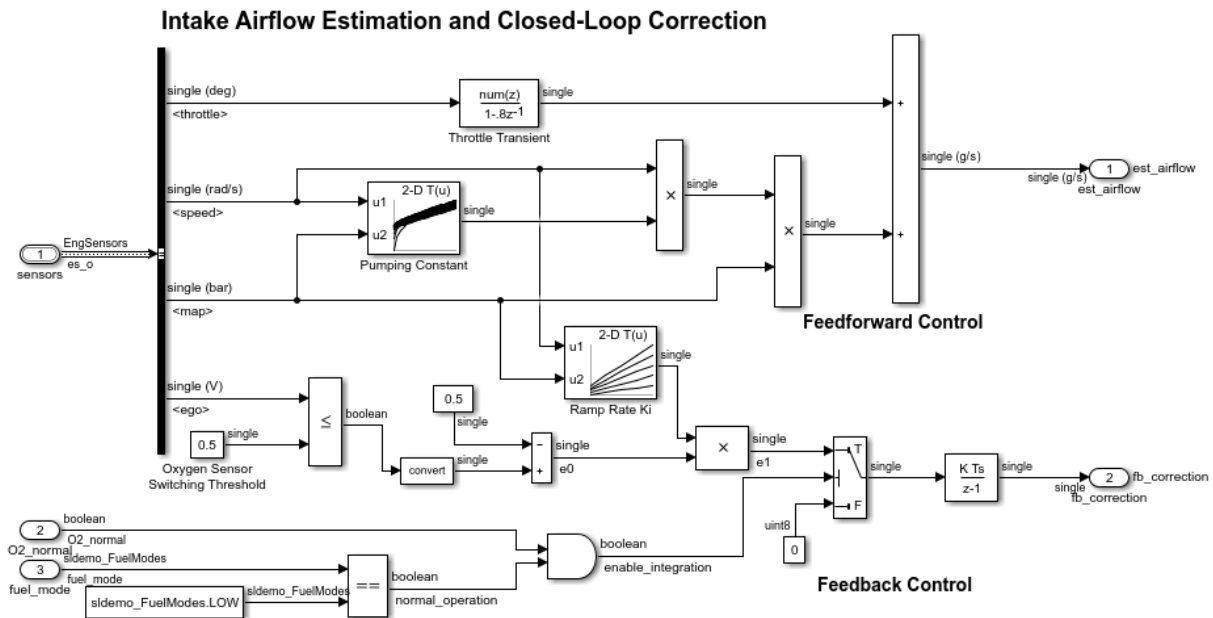 Intake Airflow Estimation and Closed-Loop Correction
single (deg)
<throttle>
num(z)
1-.8z-1
single
Throttle Transient
+
single (rad/s)
<speed>
2-D T(u)
u1
u2
single
Pumping Constant
×
single
×
single
+
single (g/s)
single (g/s)
1
est_airflow
est_airflow
1
sensors
EngSensors
es_o
single (bar)
<map>
Feedforward Control
2-D T(u)
u1
u2
single
Ramp Rate Ki
single (V)
<ego>
0.5
single
Oxygen Sensor
Switching Threshold
≤
boolean
convert
single
0.5
single
−
+
single
e0
×
single
e1
T
F
single
K Ts
z-1
single
single
2
fb_correction
fb_correction
uint8
0
2
O2_normal
boolean
O2_normal
3
fuel_mode
sldemo_FuelModes
fuel_mode
sldemo_FuelModes.LOW
sldemo_FuelModes
==
boolean
normal_operation
boolean
enable_integration
Feedback Control